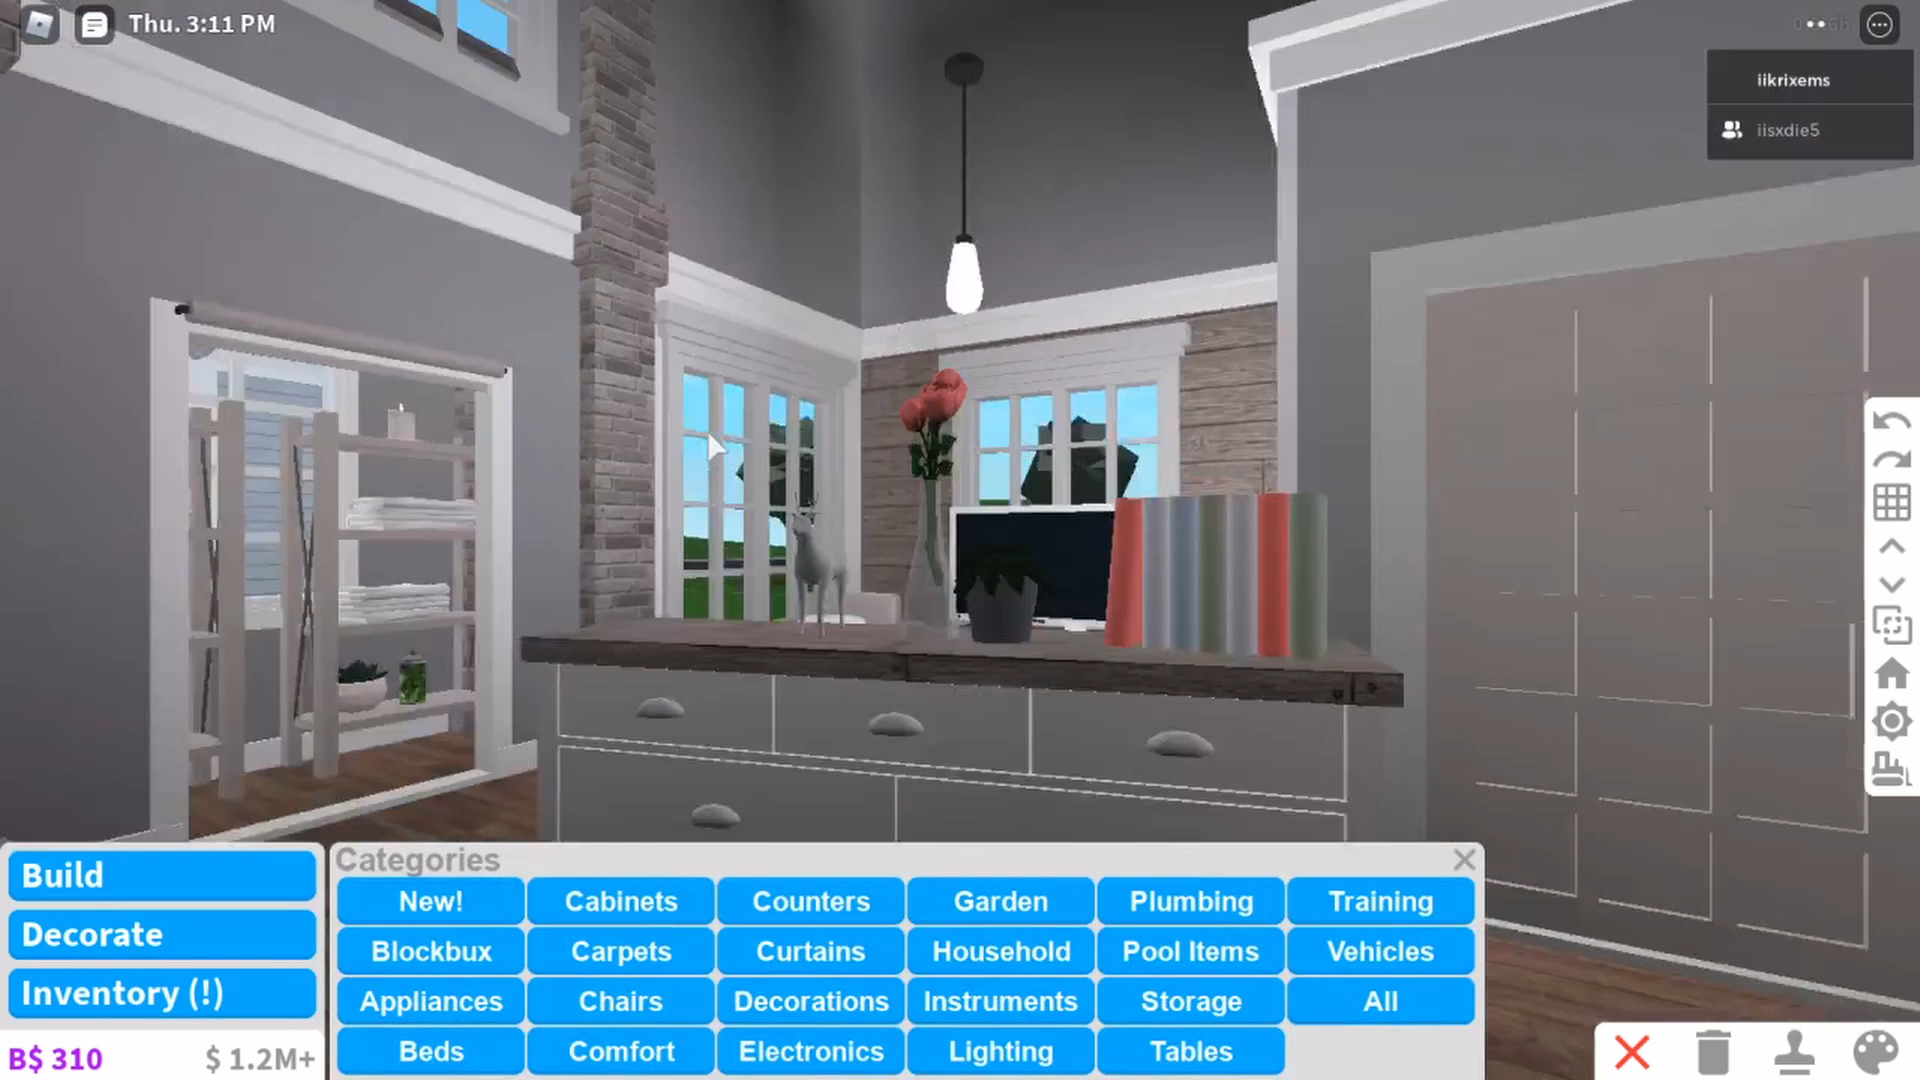 Thu. 3:11 PM
iikrixems
iisxdie5
Build
Decorate
Inventory (!)
B$ 310
$ 1.2M+
Categories
New! Cabinets Counters Garden Plumbing Training
Blockbux Carpets Curtains Household Pool Items Vehicles
Appliances Chairs Decorations Instruments Storage All
Beds Comfort Electronics Lighting Tables